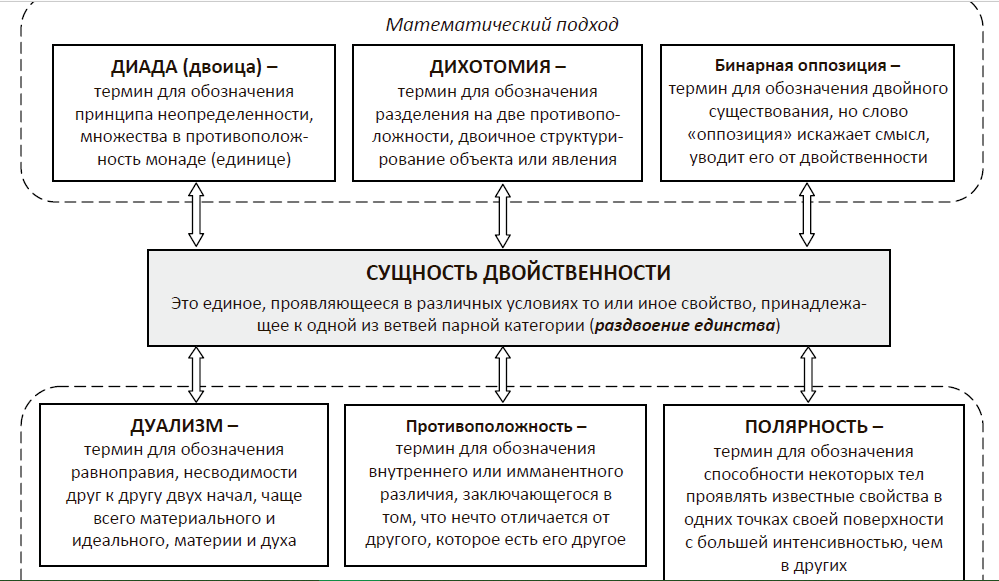 Математический подход
ДИАДА (двоица) –
термин для обозначения
принципа неопределенности,
множества в противополож-
ность монаде (единице)
ДИХОТОМИЯ –
термин для обозначения
разделения на две противопо-
ложности, двоичное структури-
рование объекта или явления
Бинарная оппозиция –
термин для обозначения двойного
существования, но слово
«оппозиция» искажает смысл,
уводит его от двойственности
СУЩНОСТЬ ДВОЙСТВЕННОСТИ
Это единое, проявляющееся в различных условиях то или иное свойство, принадлежа-
щее к одной из ветвей парной категории (раздвоение единства)
ДУАЛИЗМ –
термин для обозначения
равноправия, несводимости
друг к другу двух начал, чаще
всего материального и
идеального, материи и духа
Противоположность –
термин для обозначения
внутреннего или имманентного
различия, заключающегося в
том, что нечто отличается от
другого, которое есть его другое
ПОЛЯРНОСТЬ –
термин для обозначения
способности некоторых тел
проявлять известные свойства в
одних точках своей поверхности
с большей интенсивностью, чем
в других